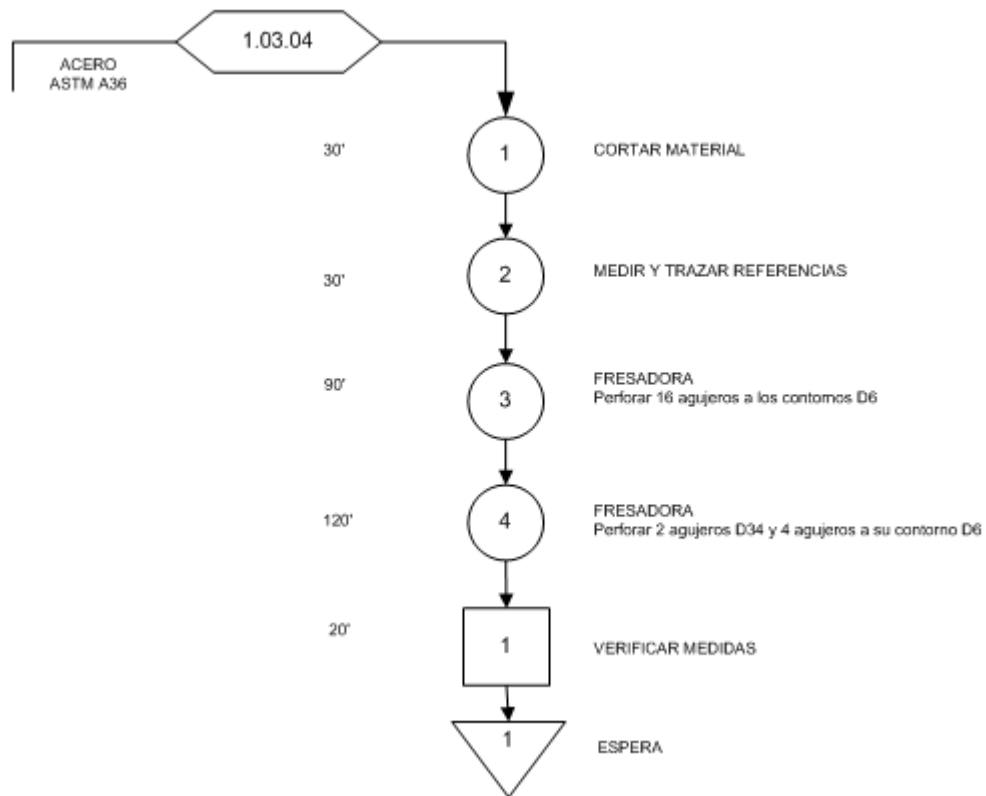 1.03.04
ACERO
ASTM A36
30'
1
CORTAR MATERIAL
30'
2
MEDIR Y TRAZAR REFERENCIAS
90'
3
FRESADORA
Perforar 16 agujeros a los contornos D6
120'
4
FRESADORA
Perforar 2 agujeros D34 y 4 agujeros a su contorno D6
20'
1
VERIFICAR MEDIDAS
1
ESPERA